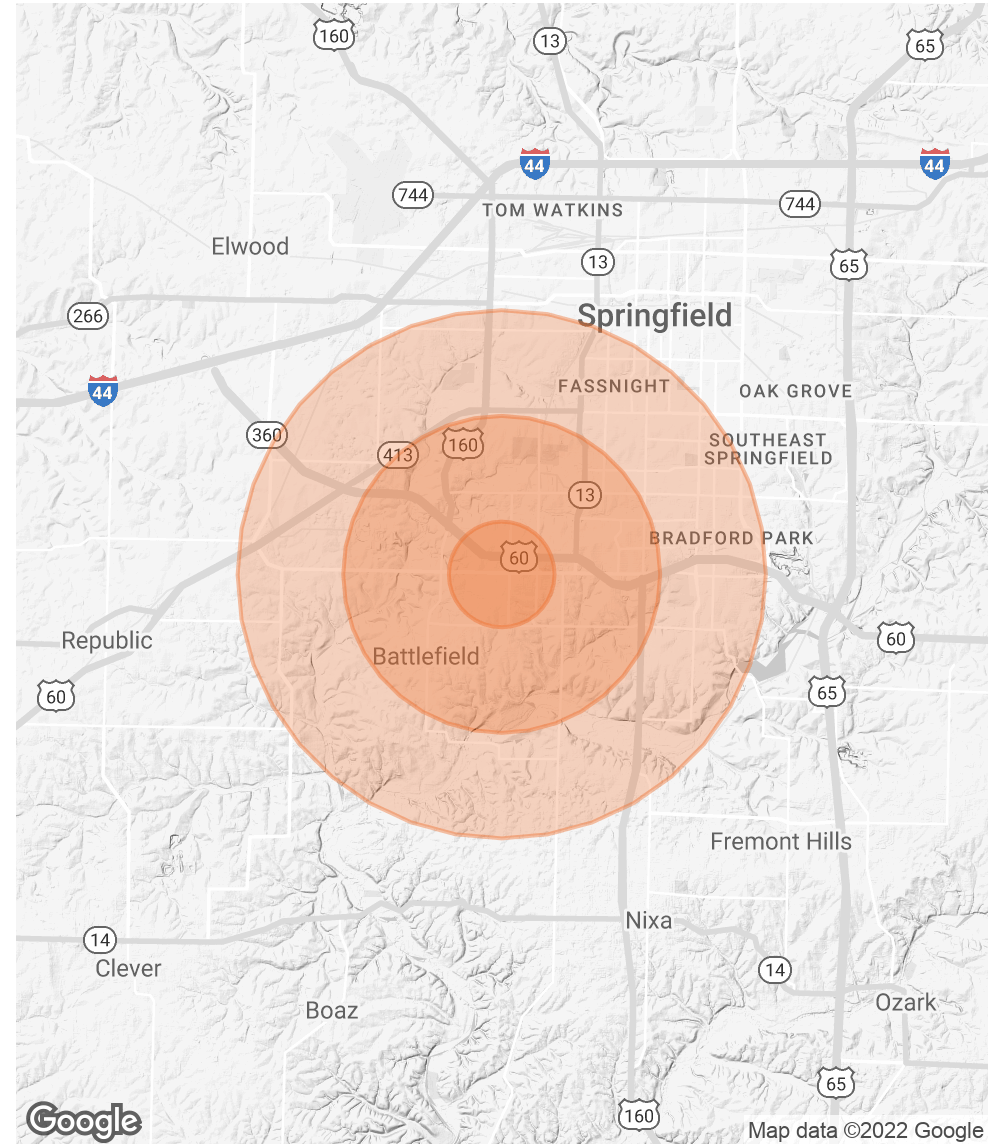 160
13
65
44
44
744
744
TOM WATKINS
Elwood
13
65
266
Springfield
44
FASSNIGHT
OAK GROVE
360
413
160
SOUTHEAST
SPRINGFIELD
13
BRADFORD PARK
60
Republic
60
Battlefield
60
65
Fremont Hills
Nixa
14
Clever
14
Boaz
Ozark
65
160
Google
Map data ©2022 Google